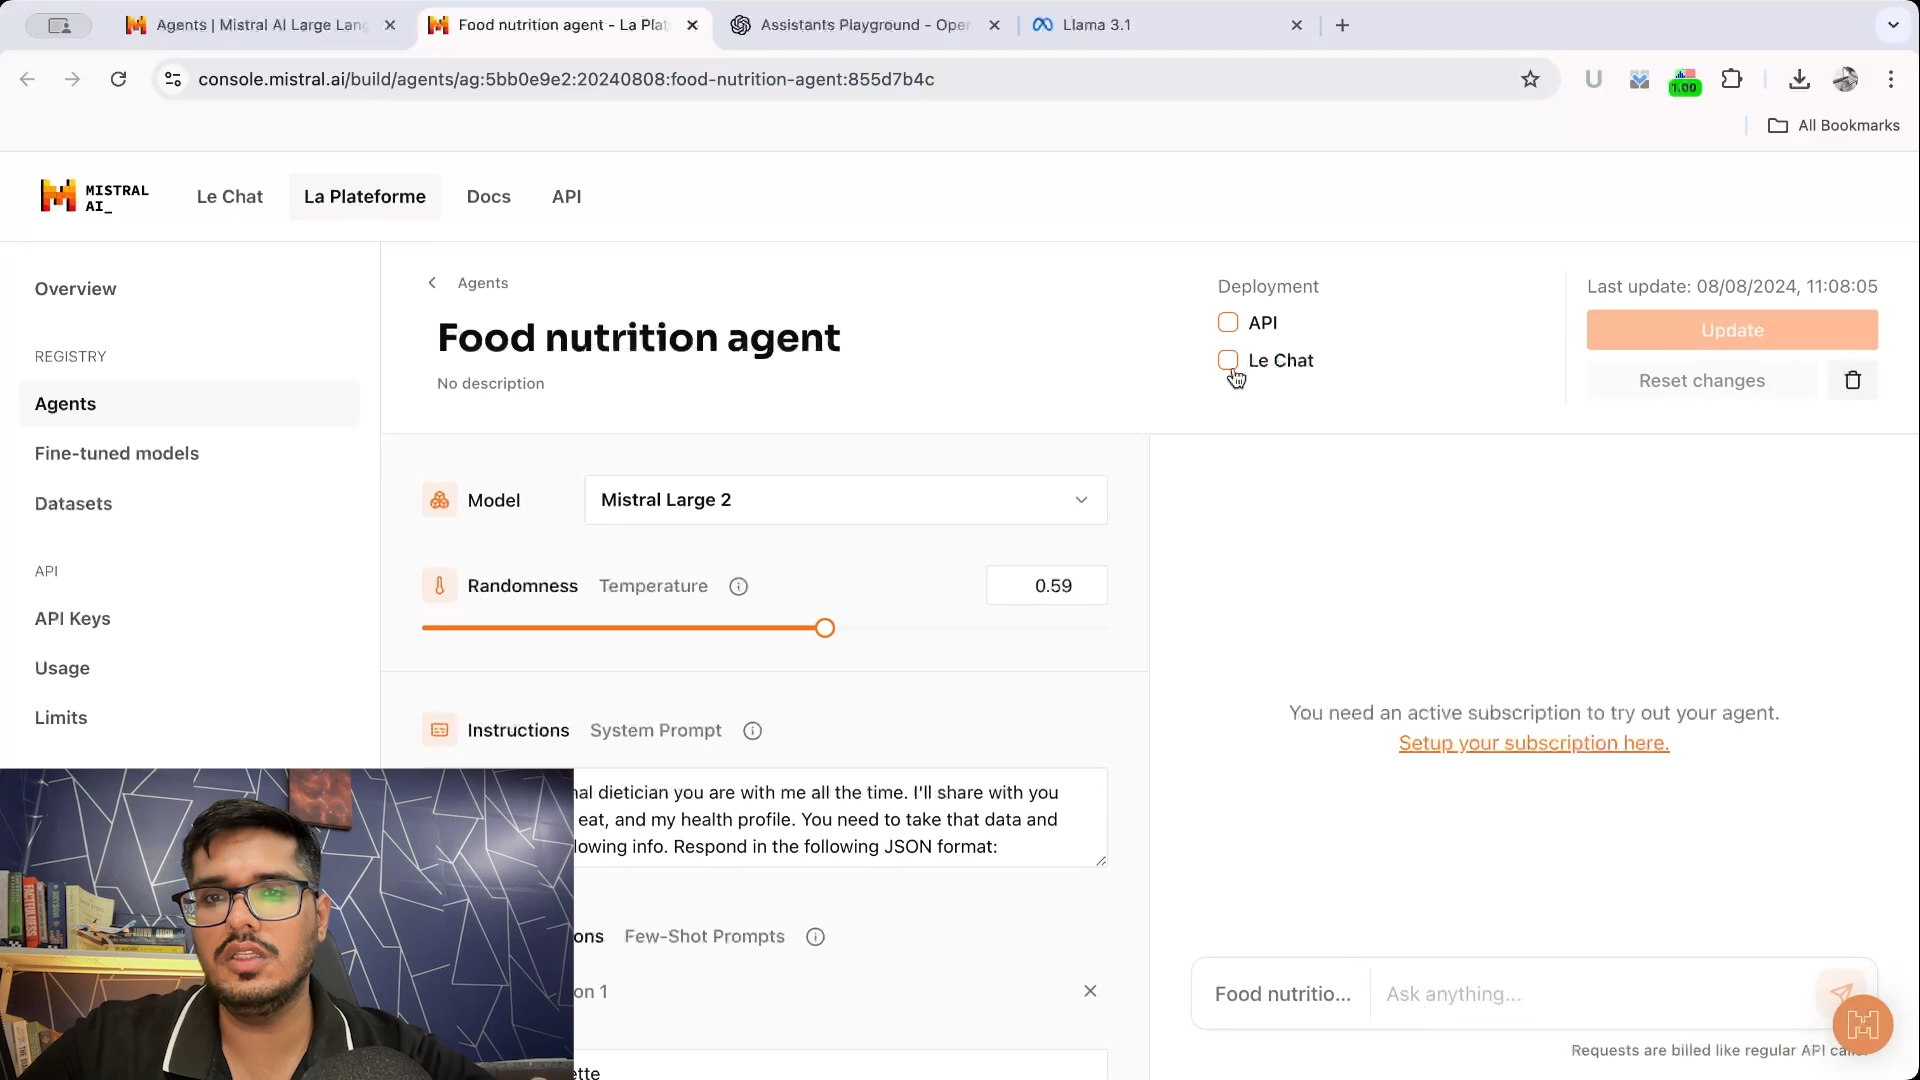 Agents | Mistral AI Large Lang
Food nutrition agent - La Plat
Assistants Playground - Open
Llama 3.1
console.mistral.ai/build/agents/ag:5bb0e9e2:20240808:food-nutrition-agent:855d7b4c
1.00
All Bookmarks
MISTRAL
AI_
Le Chat
La Plateforme
Docs
API
Overview
REGISTRY
Agents
Fine-tuned models
Datasets
API
API Keys
Usage
Limits
Agents
Food nutrition agent
No description
Deployment
API
Le Chat
Last update: 08/08/2024, 11:08:05
Update
Reset changes
Model
Mistral Large 2
Randomness
Temperature
0.59
Instructions
System Prompt
nal dietician you are with me all the time. I'll share with you
eat, and my health profile. You need to take that data and
lowing info. Respond in the following JSON format:
ons
Few-Shot Prompts
on 1
ette
You need an active subscription to try out your agent.
Setup your subscription here.
Food nutritio...
Ask anything...
Requests are billed like regular API
FACTFULNESS